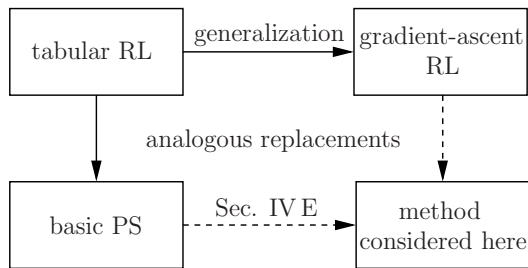 tabular RL
generalization
gradient-ascent
RL
analogous replacements
basic PS
Sec. IV E
method
considered here